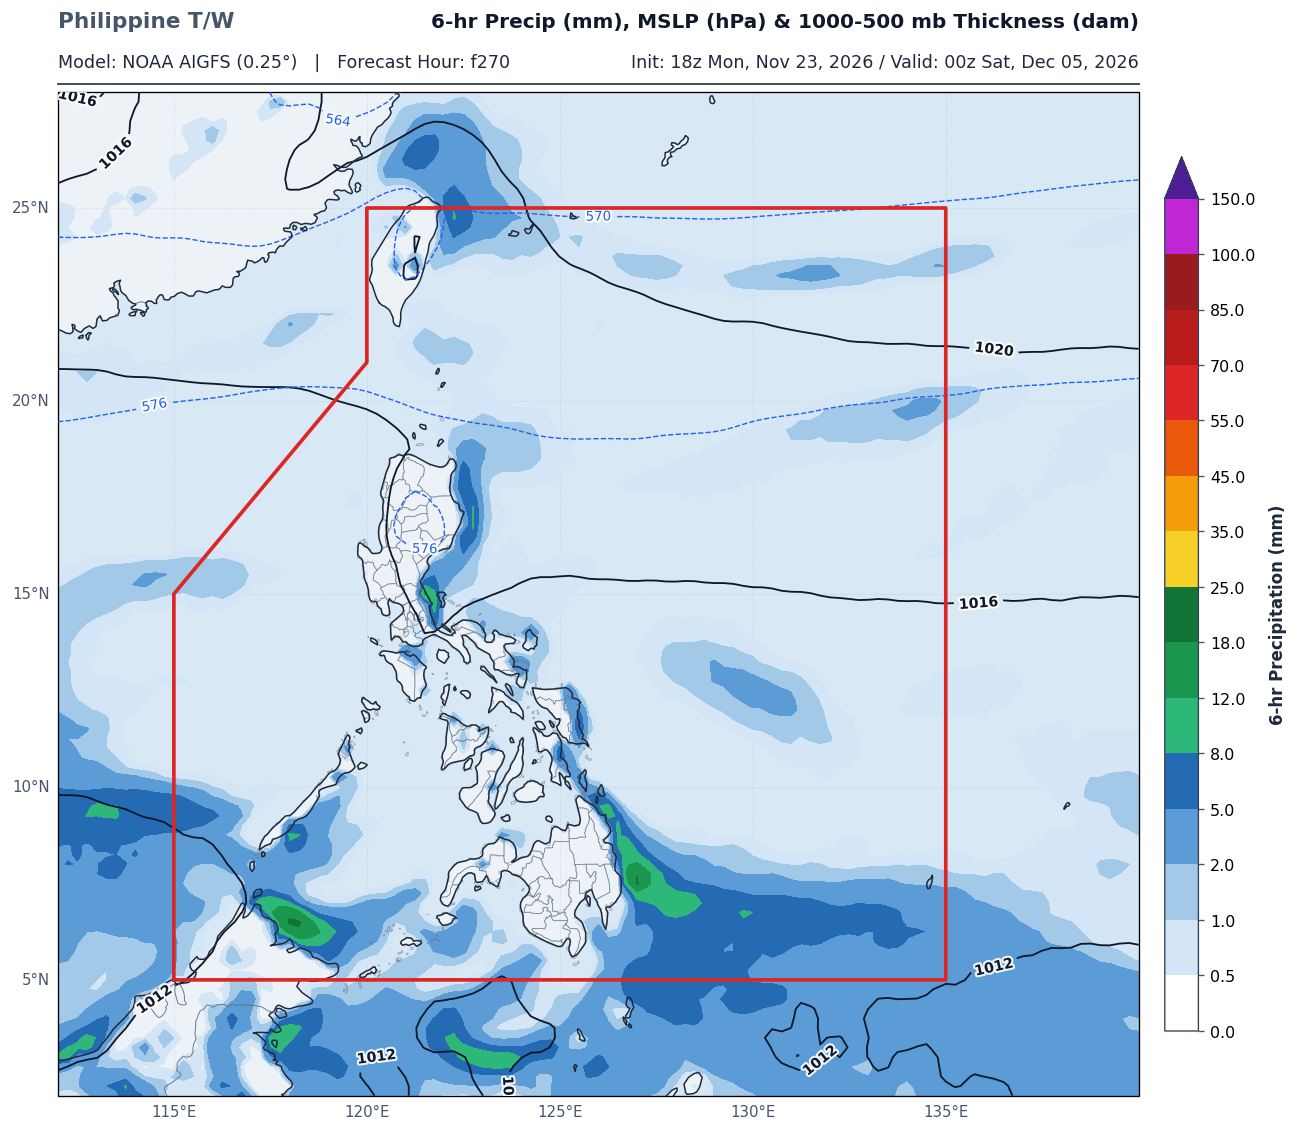 Philippine T/W
6-hr Precip (mm), MSLP (hPa) & 1000-500 mb Thickness (dam)
Model: NOAA AIGFS (0.25°) | Forecast Hour: f270
Init: 18z Mon, Nov 23, 2026 / Valid: 00z Sat, Dec 05, 2026
1016
564
1016
150.0
25°N
570
100.0
85.0
1020
70.0
20°N
576
55.0
45.0
35.0
576
25.0
15°N
1016
18.0
12.0
10°N
8.0
5.0
2.0
1.0
5°N
1012
1012
0.5
0.0
1012
1012
10
115°E
120°E
125°E
130°E
135°E
6-hr Precipitation (mm)